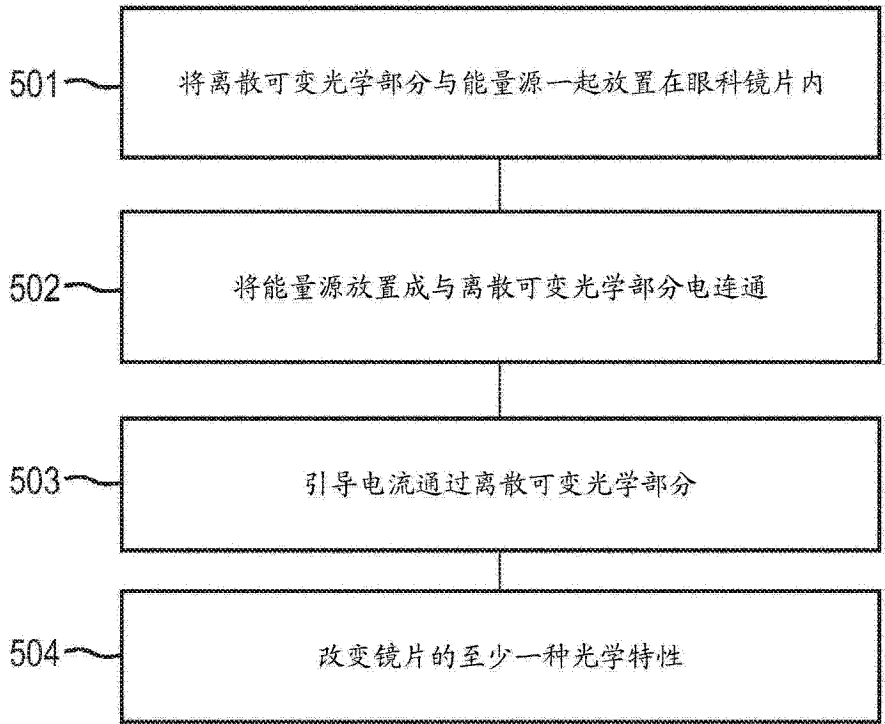 501 将离散可变光学部分与能量源一起放置在眼科镜片内
502 将能量源放置成与离散可变光学部分电连通
503 引导电流通过离散可变光学部分
504 改变镜片的至少一种光学特性